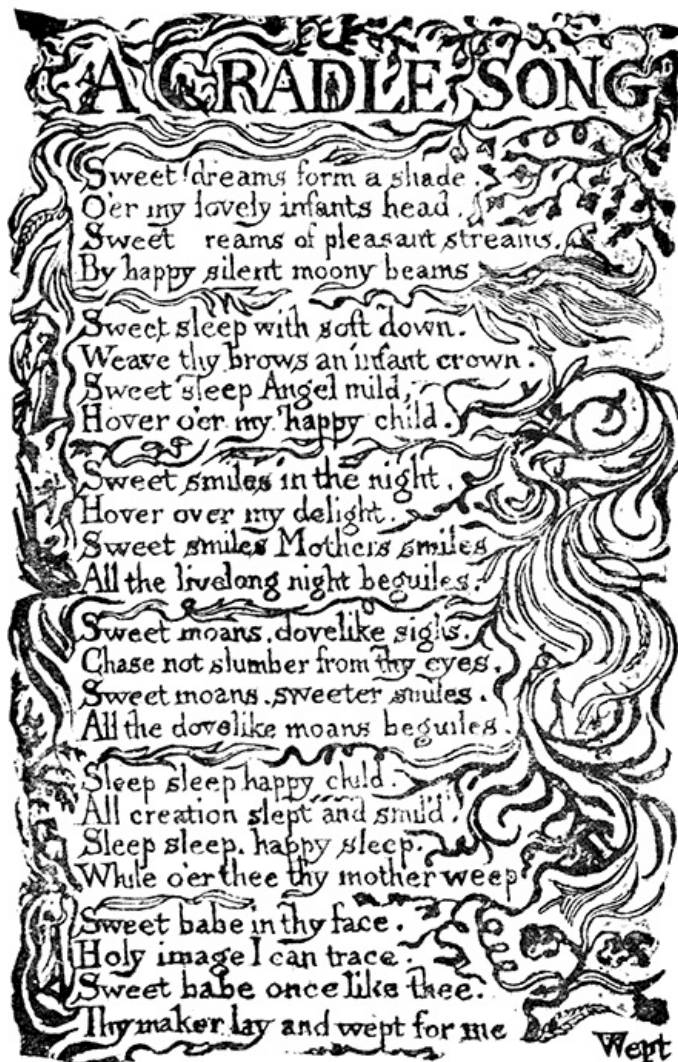 A CRADLE SONG
Sweet dreams form a shade.
O'er my lovely infants head.
Sweet reams of pleasant streams.
By happy silent moony beams
Sweet sleep with soft down.
Weave thy brows an infant crown.
Sweet sleep Angel mild,
Hover o'er my happy child.
Sweet smiles in the night.
Hover over my delight.
Sweet smiles Mothers smiles
All the livelong night beguiles.
Sweet moans, dovelike sighs.
Chase not slumber from thy eyes.
Sweet moans. sweeter smiles.
All the dovelike moans beguiles.
Sleep sleep happy child.
All creation slept and smil'd.
Sleep sleep. happy sleep.
While o'er thee thy mother weep
Sweet babe in thy face.
Holy image I can trace.
Sweet babe once like thee.
Thy maker lay and wept for me
Wept